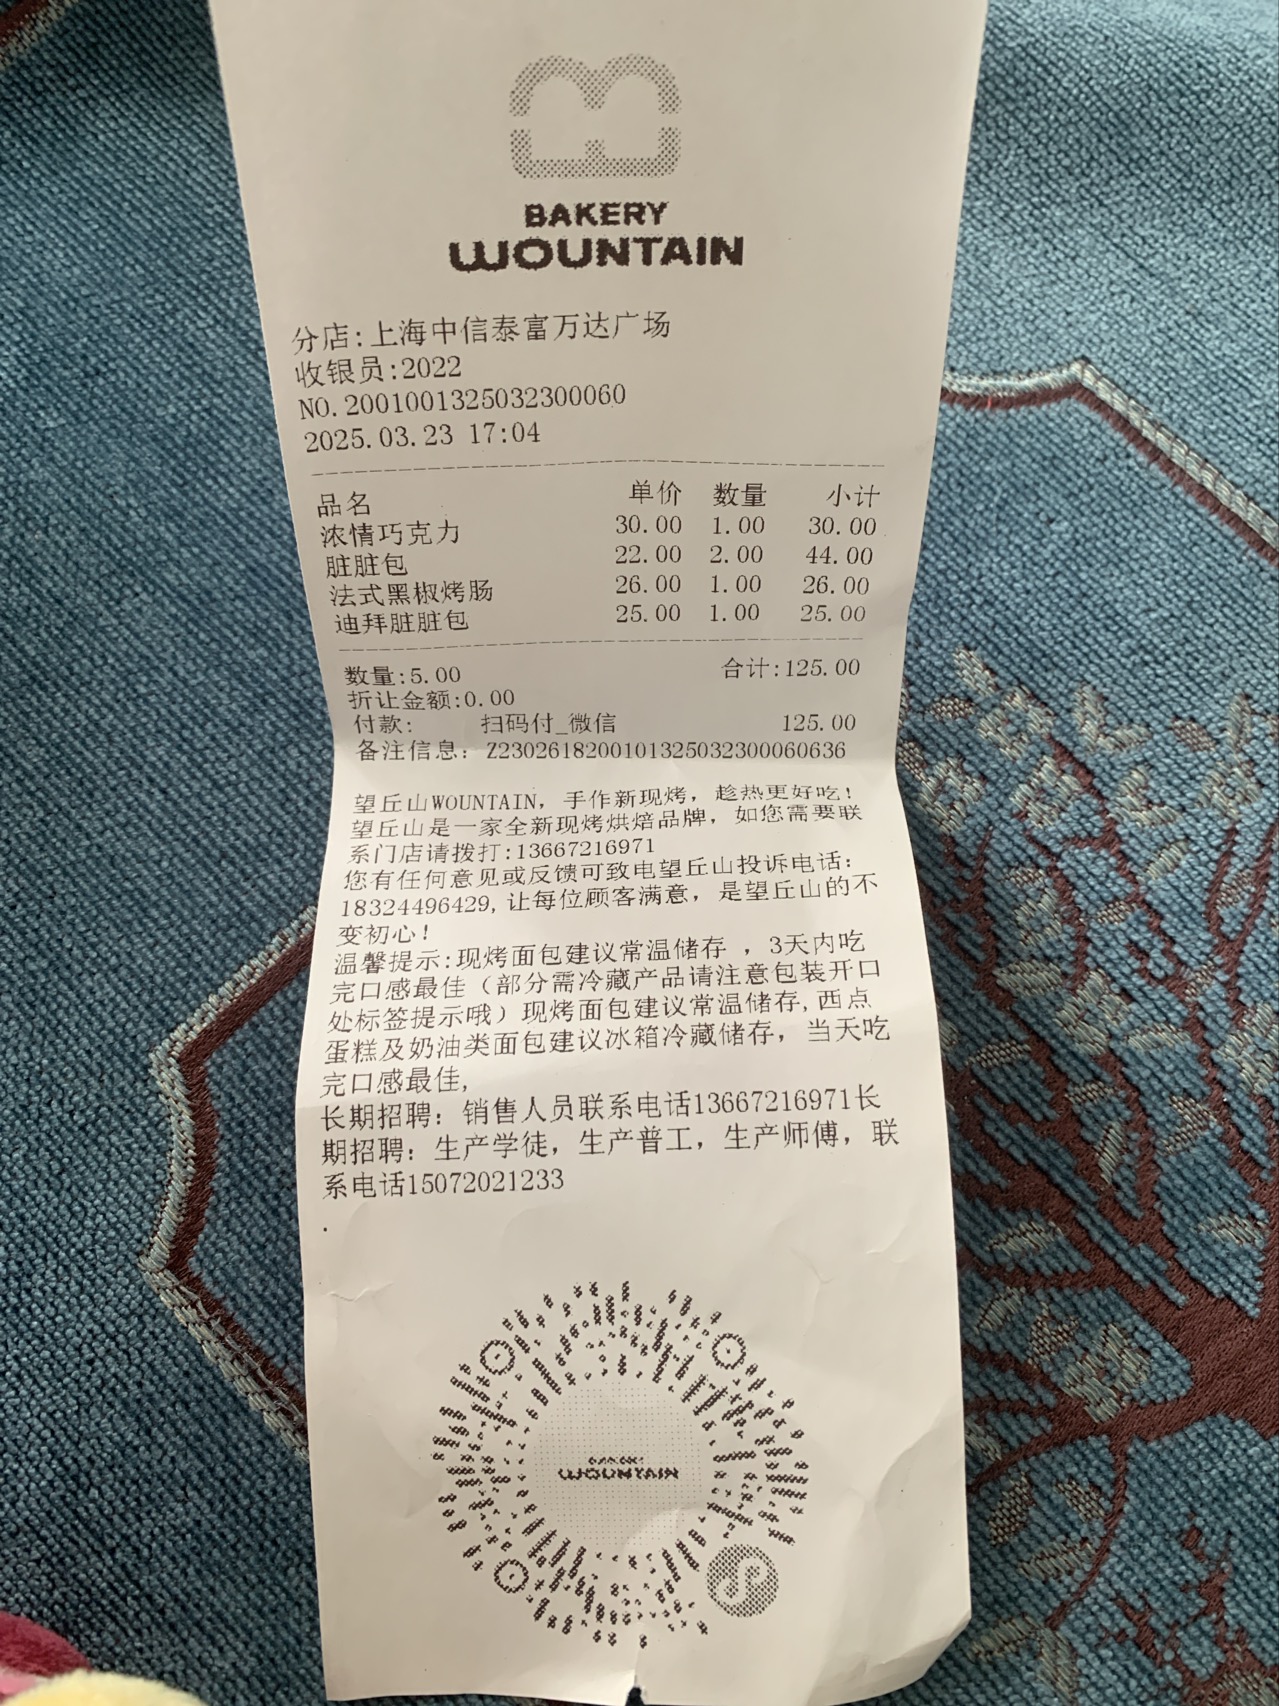 BAKERY
WOUNTAIN
分店:上海中信泰富万达广场
收银员:2022
NO.2001001325032300060
2025.03.23 17:04
品名 单价 数量 小计
浓情巧克力 30.00 1.00 30.00
脏脏包 22.00 2.00 44.00
法式黑椒烤肠 26.00 1.00 26.00
迪拜脏脏包 25.00 1.00 25.00
数量:5.00 合计:125.00
折让金额:0.00
付款: 扫码付_微信 125.00
备注信息: Z2302618200101325032300060636
望丘山WOUNTAIN, 手作新现烤, 趁热更好吃!
望丘山是一家全新现烤烘焙品牌, 如您需要联
系门店请拨打:13667216971
您有任何意见或反馈可致电望丘山投诉电话:
18324496429,让每位顾客满意, 是望丘山的不
变初心!
温馨提示:现烤面包建议常温储存 , 3天内吃
完口感最佳(部分需冷藏产品请注意包装开口
处标签提示哦)现烤面包建议常温储存,西点
蛋糕及奶油类面包建议冰箱冷藏储存, 当天吃
完口感最佳,
长期招聘: 销售人员联系电话13667216971长
期招聘: 生产学徒, 生产普工, 生产师傅, 联
系电话15072021233
.
BAKERY
WOUNTAIN